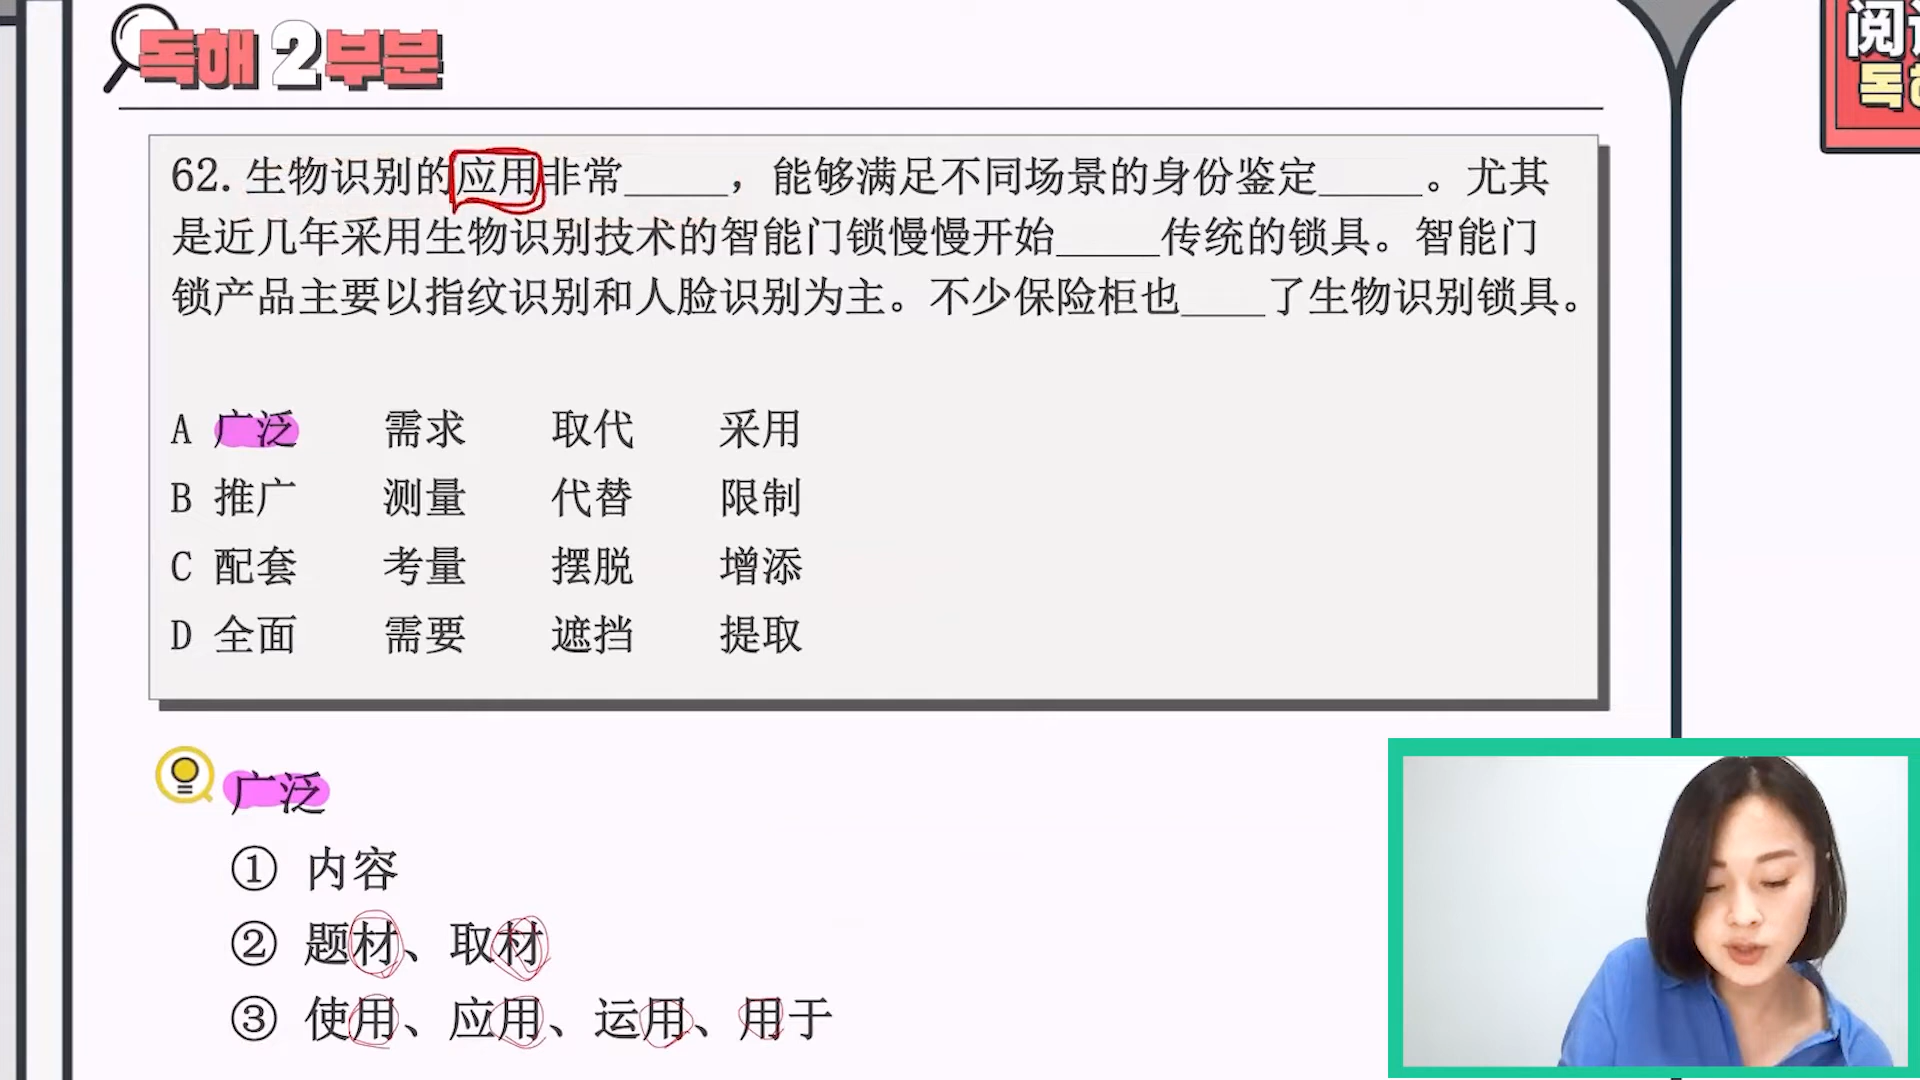 독해 2 부분
阅
독
62. 生物识别的应用非常_____，能够满足不同场景的身份鉴定_____。尤其
是近几年采用生物识别技术的智能门锁慢慢开始_____传统的锁具。智能门
锁产品主要以指纹识别和人脸识别为主。不少保险柜也____了生物识别锁具。
A 广泛 需求 取代 采用
B 推广 测量 代替 限制
C 配套 考量 摆脱 增添
D 全面 需要 遮挡 提取
广泛
① 内容
② 题材、取材
③ 使用、应用、运用、用于